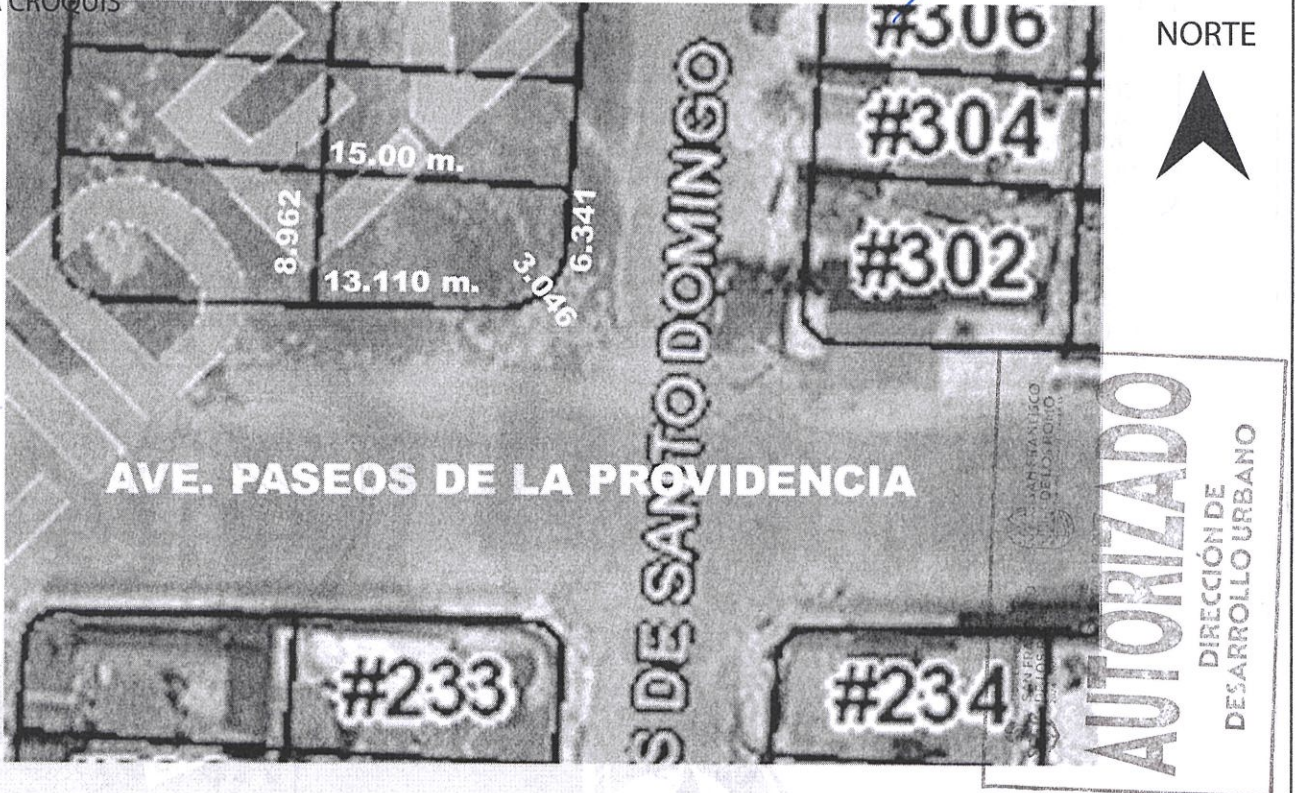 CROQUIS
NORTE
#306
#304
#302
15.00 m.
8.962
6.341
13.110 m.
3.046
S DE SANTO DOMINGO
AVE. PASEOS DE LA PROVIDENCIA
#233
#234
AUTORIZADO
DIRECCIÓN DE
DESARROLLO URBANO